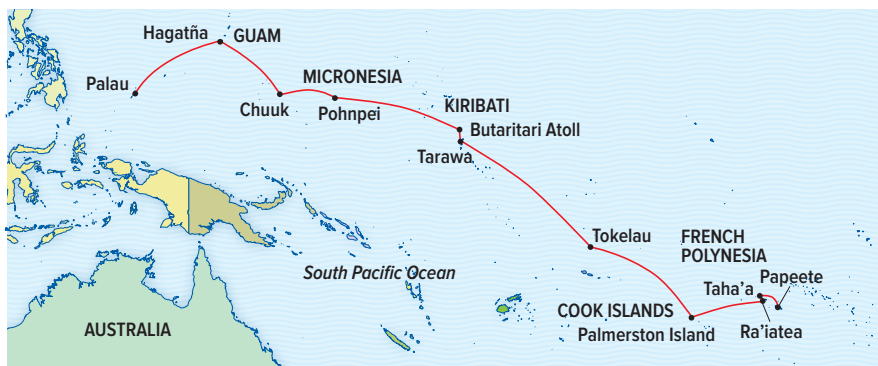 Hagatña
GUAM
Palau
MICRONESIA
Chuuk
Pohnpei
KIRIBATI
Butaritari Atoll
Tarawa
Tokelau
FRENCH
POLYNESIA
South Pacific Ocean
Papeete
Taha’a
COOK ISLANDS
Palmerston Island
Ra’iatea
AUSTRALIA